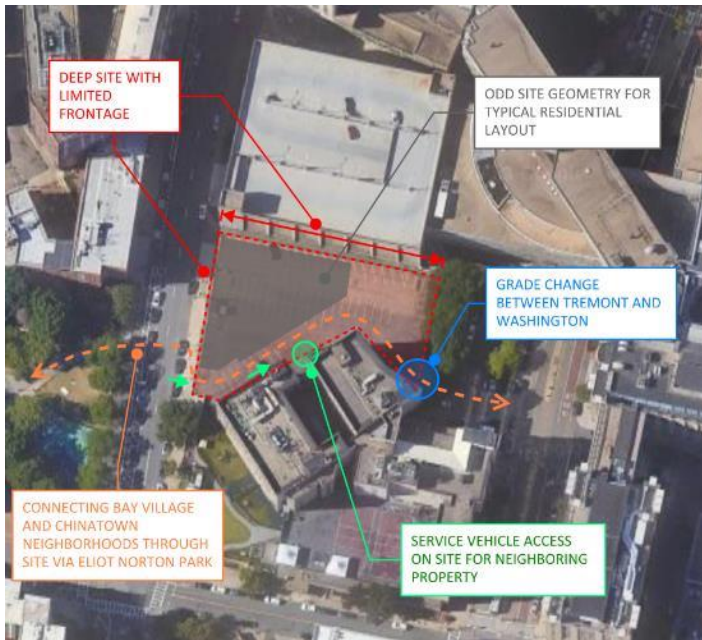 DEEP SITE WITH
LIMITED
FRONTAGE
ODD SITE GEOMETRY FOR
TYPICAL RESIDENTIAL
LAYOUT
GRADE CHANGE
BETWEEN TREMONT AND
WASHINGTON
CONNECTING BAY VILLAGE
AND CHINATOWN
NEIGHBORHOODS THROUGH
SITE VIA ELIOT NORTON PARK
SERVICE VEHICLE ACCESS
ON SITE FOR NEIGHBORING
PROPERTY